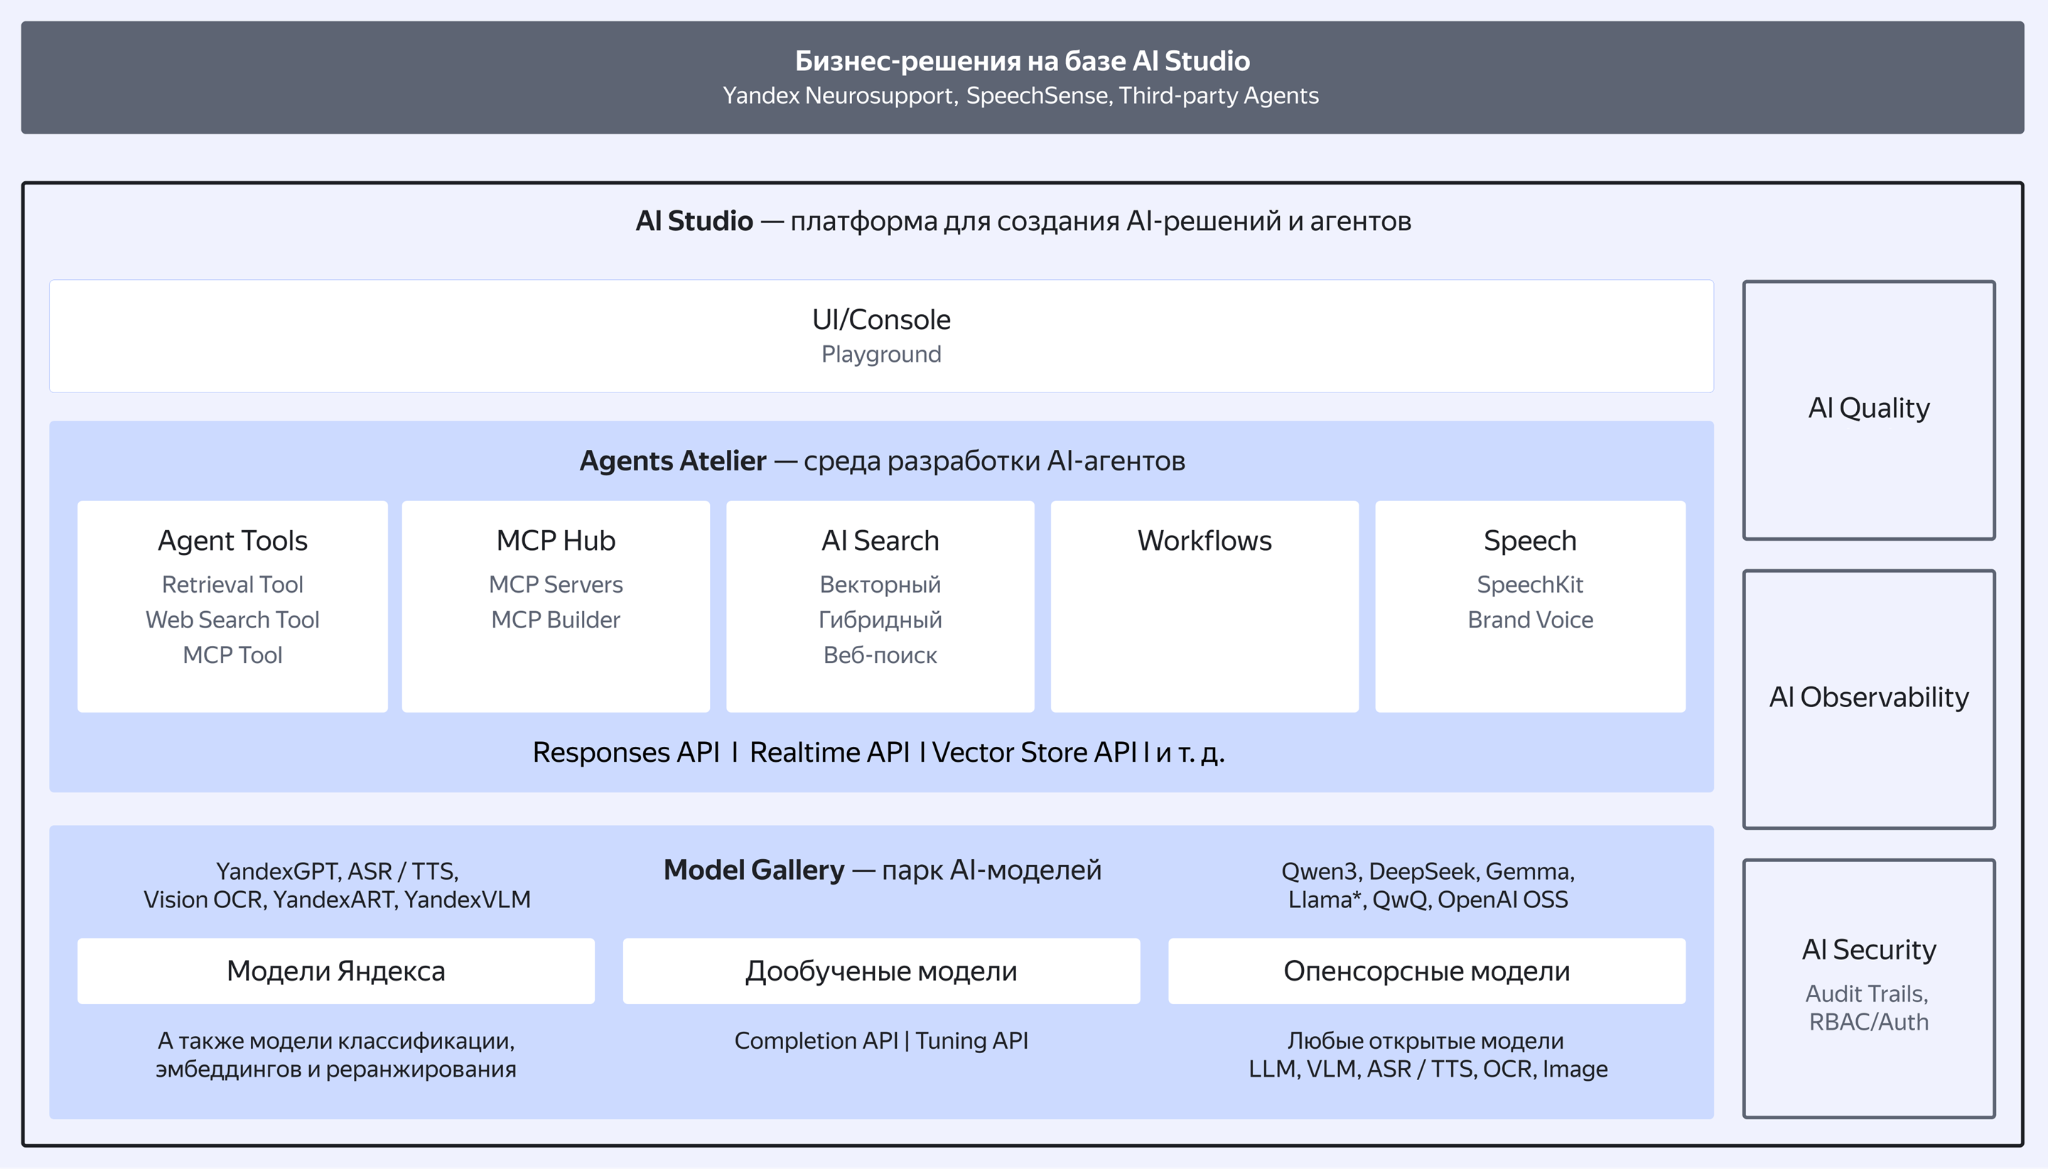 Бизнес-решения на базе AI Studio
Yandex Neurosupport, SpeechSense, Third-party Agents
AI Studio — платформа для создания AI-решений и агентов
UI/Console
Playground
Agents Atelier — среда разработки AI-агентов
Agent Tools
Retrieval Tool
Web Search Tool
MCP Tool
MCP Hub
MCP Servers
MCP Builder
AI Search
Векторный
Гибридный
Веб-поиск
Workflows
Speech
SpeechKit
Brand Voice
Responses API | Realtime API | Vector Store API | и т. д.
Model Gallery — парк AI-моделей
YandexGPT, ASR / TTS,
Vision OCR, YandexART, YandexVLM
Модели Яндекса
А также модели классификации,
эмбеддингов и реранжирования
Дообученые модели
Completion API | Tuning API
Qwen3, DeepSeek, Gemma,
Llama*, QwQ, OpenAI OSS
Опенсорсные модели
Любые открытые модели
LLM, VLM, ASR / TTS, OCR, Image
AI Quality
AI Observability
AI Security
Audit Trails,
RBAC/Auth